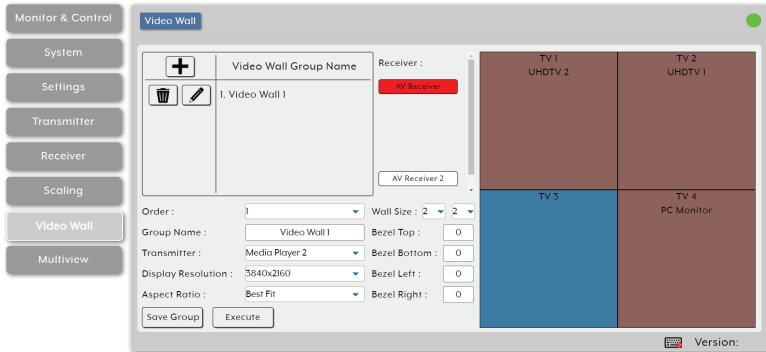 Monitor & Control
System
Settings
Transmitter
Receiver
Scaling
Video Wall
Multiview
Video Wall
Video Wall Group Name
1. Video Wall 1
Receiver :
AV Receiver
AV Receiver 2
Order :
1
Wall Size :
2
2
Group Name :
Video Wall 1
Bezel Top :
0
Transmitter :
Media Player 2
Bezel Bottom :
0
Display Resolution :
3840x2160
Bezel Left :
0
Aspect Ratio :
Best Fit
Bezel Right :
0
Save Group
Execute
TV 1
UHDTV 2
TV 2
UHDTV 1
TV 3
TV 4
PC Monitor
Version: